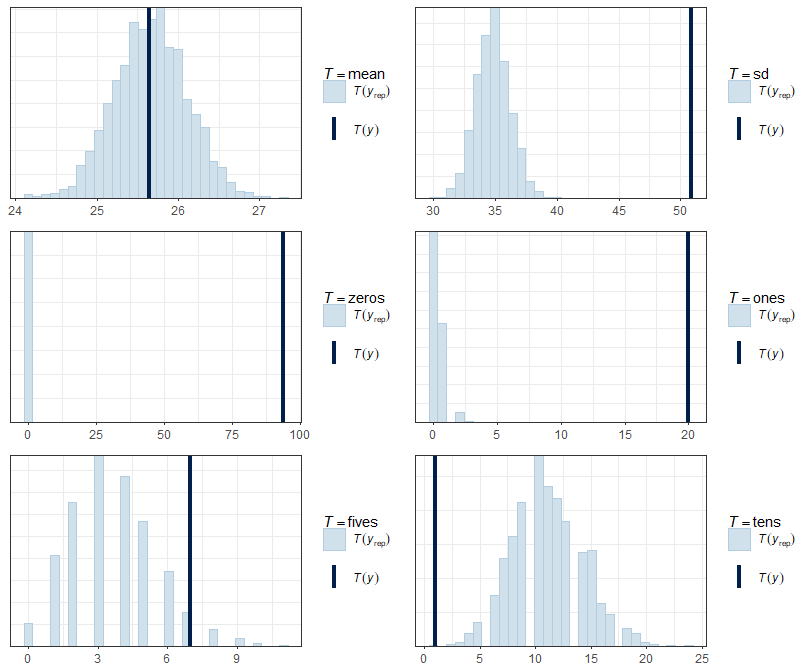 T = mean
T(yrep)
T(y)
24 25 26 27
T = sd
T(yrep)
T(y)
30 35 40 45 50
T = zeros
T(yrep)
T(y)
0 25 50 75 100
T = ones
T(yrep)
T(y)
0 5 10 15 20
T = fives
T(yrep)
T(y)
0 3 6 9
T = tens
T(yrep)
T(y)
0 5 10 15 20 25